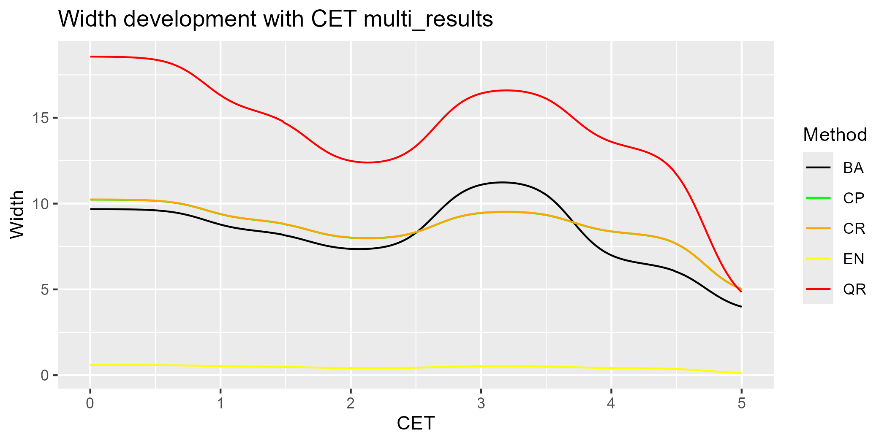 Width development with CET multi_results
Width
15
10
5
0
0 1 2 3 4 5
CET
Method
BA
CP
CR
EN
QR